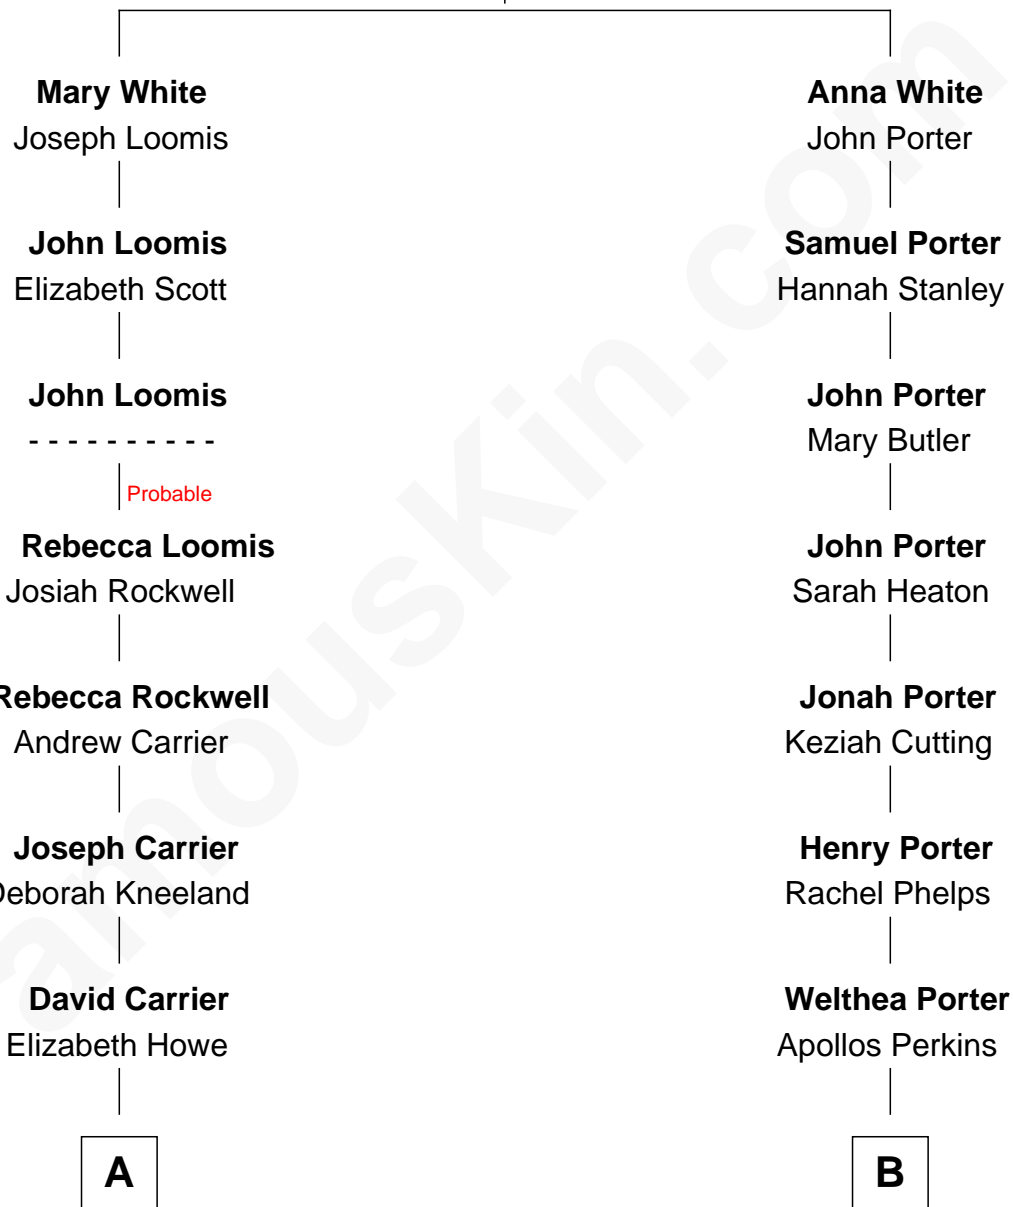 Mary White
Joseph Loomis
John Loomis
Elizabeth Scott
John Loomis
- - - - - - - - - -
Probable
Rebecca Loomis
Josiah Rockwell
Rebecca Rockwell
Andrew Carrier
Joseph Carrier
Deborah Kneeland
David Carrier
Elizabeth Howe
A
Anna White
John Porter
Samuel Porter
Hannah Stanley
John Porter
Mary Butler
John Porter
Sarah Heaton
Jonah Porter
Keziah Cutting
Henry Porter
Rachel Phelps
Welthea Porter
Apollos Perkins
B
amouskin.com